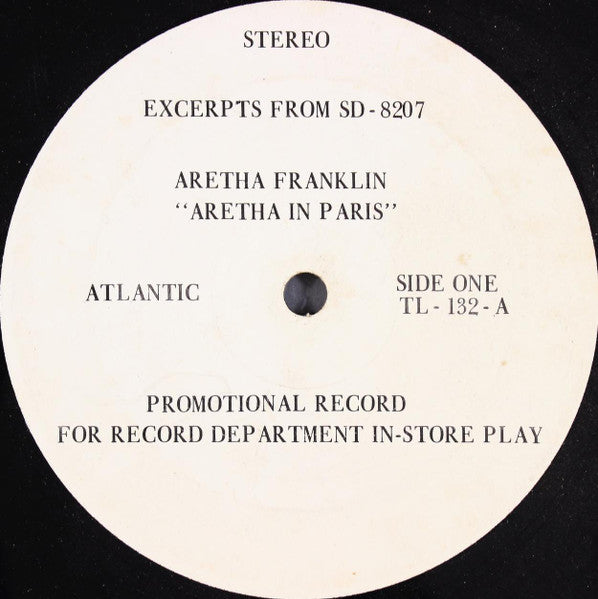 STEREO
EXCERPTS FROM SD-8207
ARETHA FRANKLIN
"ARETHA IN PARIS"
ATLANTIC
SIDE ONE
TL-132-A
PROMOTIONAL RECORD
FOR RECORD DEPARTMENT IN-STORE PLAY